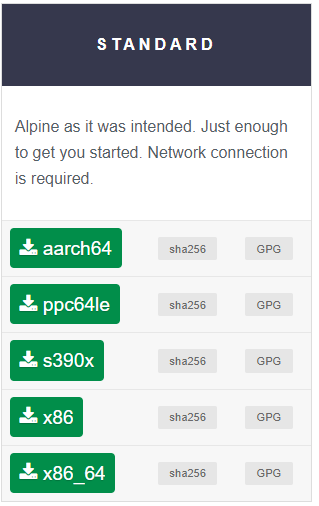 STANDARD
Alpine as it was intended. Just enough
to get you started. Network connection
is required.
aarch64 sha256 GPG
ppc64le sha256 GPG
s390x sha256 GPG
x86 sha256 GPG
x86_64 sha256 GPG